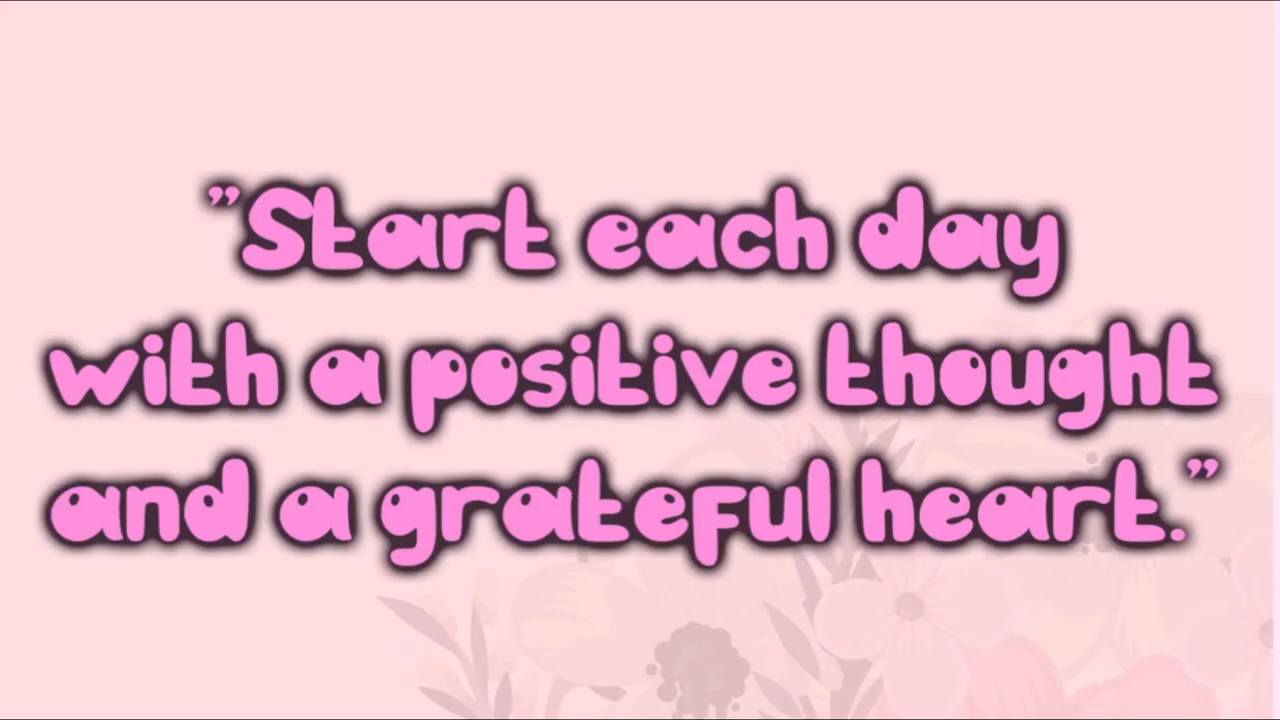 "Start each day
with a positive thought
and a grateful heart."